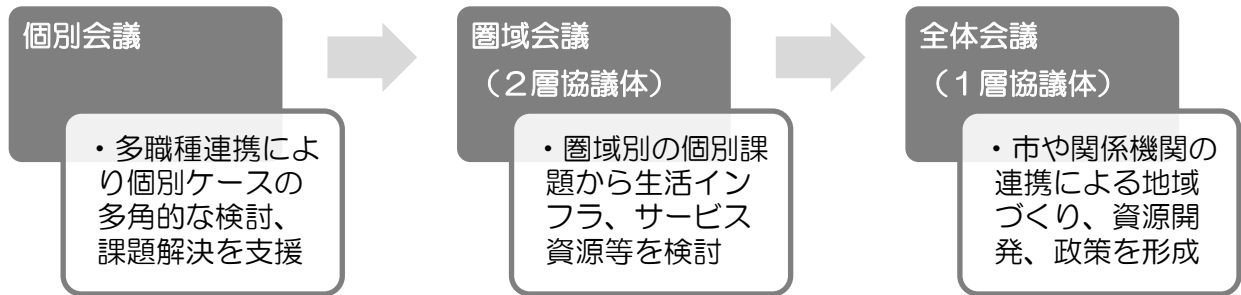 個別会議
・多職種連携によ
り個別ケースの
多角的な検討、
課題解決を支援
圏域会議
（２層協議体）
・圏域別の個別課
題から生活イン
フラ、サービス
資源等を検討
全体会議
（１層協議体）
・市や関係機関の
連携による地域
づくり、資源開
発、政策を形成